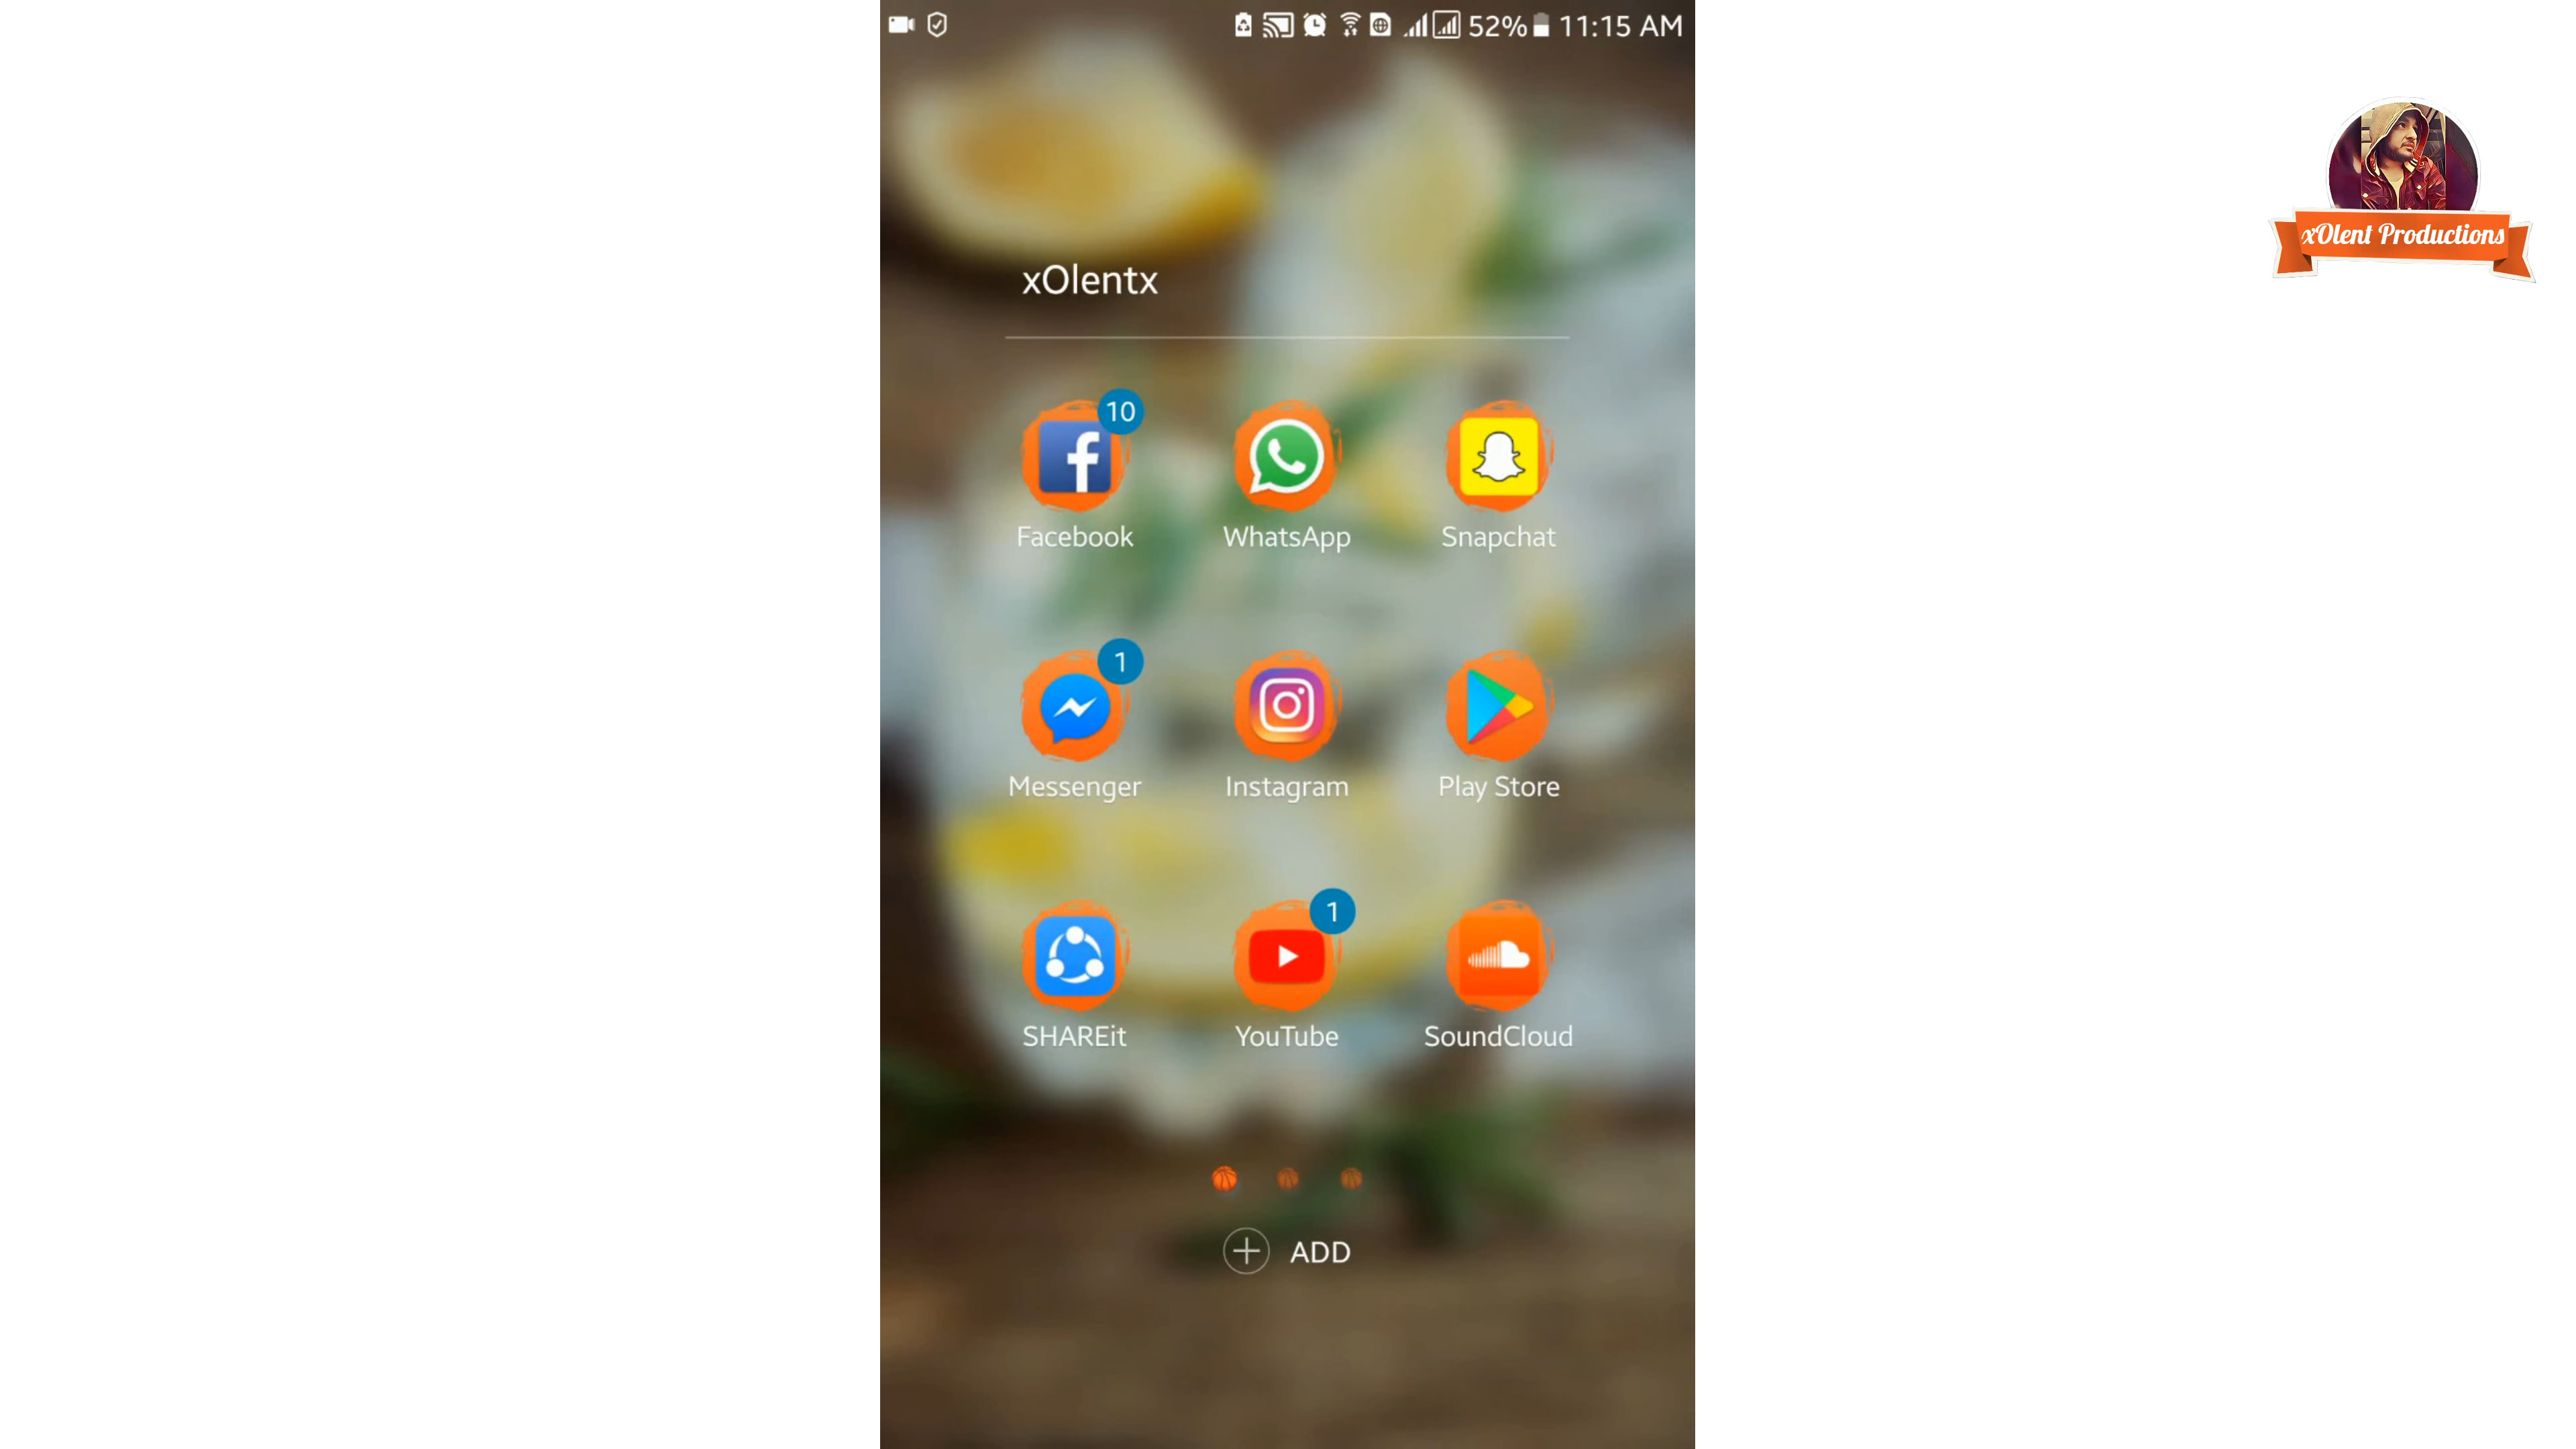 52% 11:15 AM
xOlent Productions
xOlentx
10
Facebook WhatsApp Snapchat
1
Messenger Instagram Play Store
1
SHAREit YouTube SoundCloud
ADD